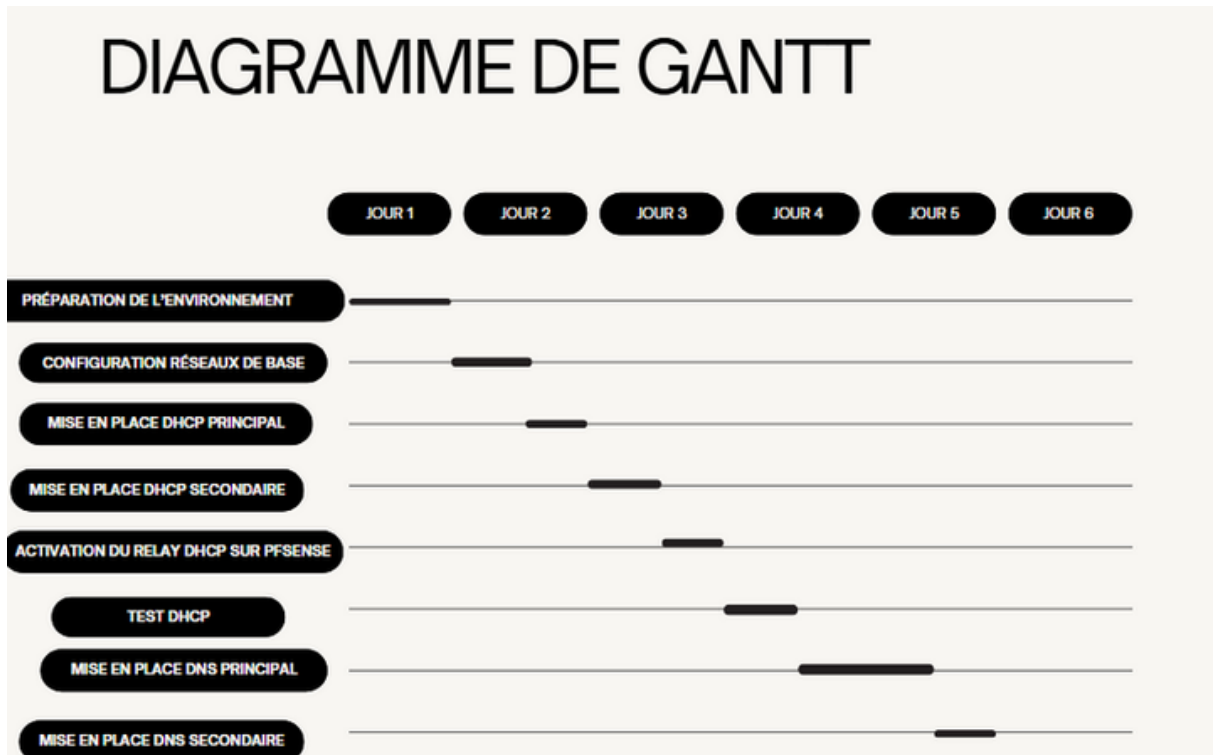 DIAGRAMME DE GANTT
JOUR 1 JOUR 2 JOUR 3 JOUR 4 JOUR 5 JOUR 6
PRÉPARATION DE L'ENVIRONNEMENT
CONFIGURATION RÉSEAUX DE BASE
MISE EN PLACE DHCP PRINCIPAL
MISE EN PLACE DHCP SECONDAIRE
ACTIVATION DU RELAY DHCP SUR PFSENSE
TEST DHCP
MISE EN PLACE DNS PRINCIPAL
MISE EN PLACE DNS SECONDAIRE